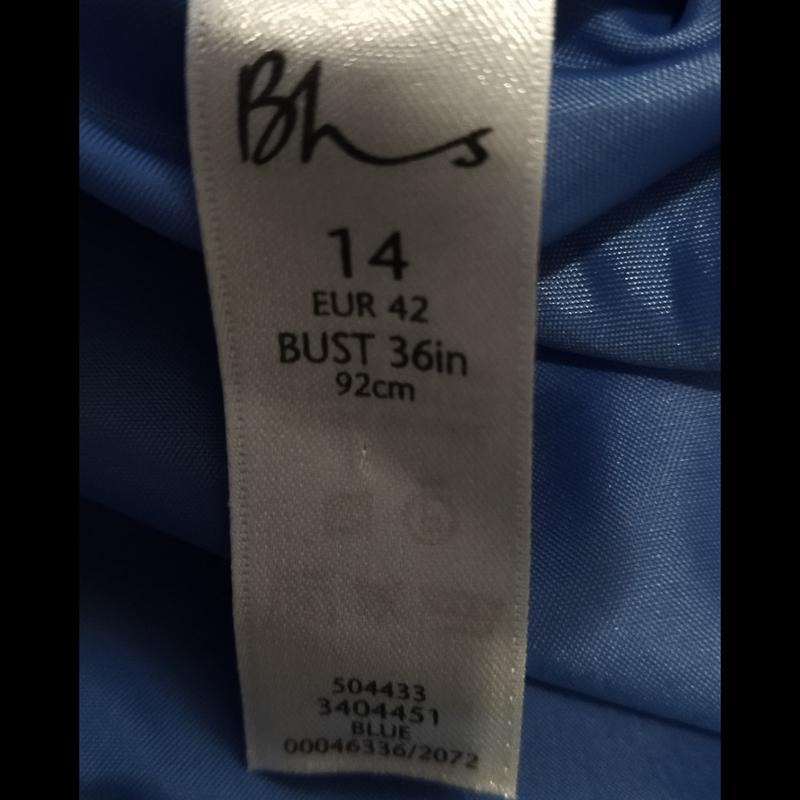 Bhs
14
EUR 42
BUST 36in
92cm
504433
3404451
BLUE
00046336/2072